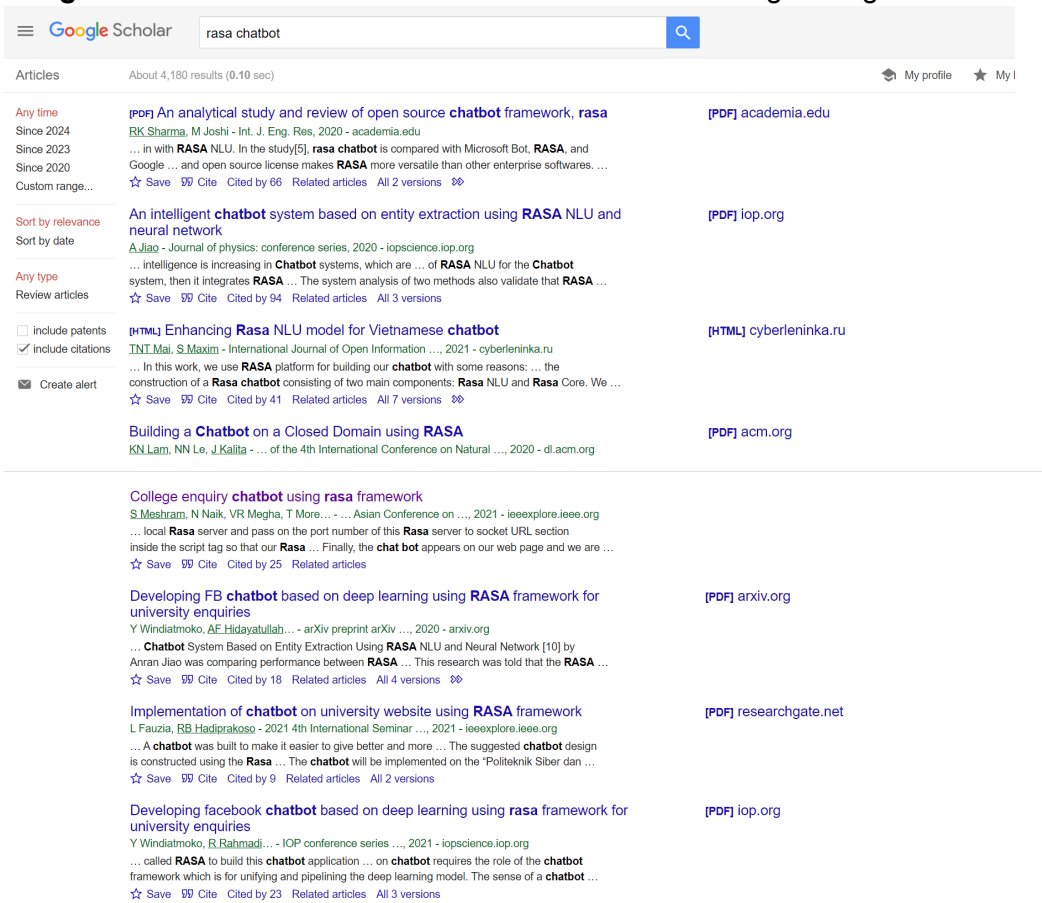 Google Scholar
rasa chatbot
Articles
About 4,180 results (0.10 sec)
My profile
My
Any time
Since 2024
Since 2023
Since 2020
Custom range...
Sort by relevance
Sort by date
Any type
Review articles
include patents
include citations
Create alert
[PDF] An analytical study and review of open source chatbot framework, rasa
[PDF] academia.edu
RK Sharma, M Joshi - Int. J. Eng. Res, 2020 - academia.edu
… in with RASA NLU. In the study[5], rasa chatbot is compared with Microsoft Bot, RASA, and
Google … and open source license makes RASA more versatile than other enterprise softwares. …
Save Cite Cited by 66 Related articles All 2 versions
An intelligent chatbot system based on entity extraction using RASA NLU and
neural network
[PDF] iop.org
A Jiao - Journal of physics: conference series, 2020 - iopscience.iop.org
… intelligence is increasing in Chatbot systems, which are … of RASA NLU for the Chatbot
system, then it integrates RASA … The system analysis of two methods also validate that RASA …
Save Cite Cited by 94 Related articles All 3 versions
[HTML] Enhancing Rasa NLU model for Vietnamese chatbot
[HTML] cyberleninka.ru
TNT Mai, S Maxim - International Journal of Open Information …, 2021 - cyberleninka.ru
… In this work, we use RASA platform for building our chatbot with some reasons: … the
construction of a Rasa chatbot consisting of two main components: Rasa NLU and Rasa Core. We …
Save Cite Cited by 41 Related articles All 7 versions
Building a Chatbot on a Closed Domain using RASA
[PDF] acm.org
KN Lam, NN Le, J Kalita - … of the 4th International Conference on Natural …, 2020 - dl.acm.org
College enquiry chatbot using rasa framework
S Meshram, N Naik, VR Megha, T More… - … Asian Conference on …, 2021 - ieeexplore.ieee.org
… local Rasa server and pass on the port number of this Rasa server to socket URL section
inside the script tag so that our Rasa … Finally, the chat bot appears on our web page and we are …
Save Cite Cited by 25 Related articles
Developing FB chatbot based on deep learning using RASA framework for
university enquiries
[PDF] arxiv.org
Y Windiatmoko, AF Hidayatullah… - arXiv preprint arXiv …, 2020 - arxiv.org
… Chatbot System Based on Entity Extraction Using RASA NLU and Neural Network [10] by
Anran Jiao was comparing performance between RASA … This research was told that the RASA …
Save Cite Cited by 18 Related articles All 4 versions
Implementation of chatbot on university website using RASA framework
[PDF] researchgate.net
L Fauzia, RB Hadiprakoso - 2021 4th International Seminar …, 2021 - ieeexplore.ieee.org
… A chatbot was built to make it easier to give better and more … The suggested chatbot design
is constructed using the Rasa … The chatbot will be implemented on the “Politeknik Siber dan …
Save Cite Cited by 9 Related articles All 2 versions
Developing facebook chatbot based on deep learning using rasa framework for
university enquiries
[PDF] iop.org
Y Windiatmoko, R Rahmadi… - IOP conference series …, 2021 - iopscience.iop.org
… called RASA to build this chatbot application … on chatbot requires the role of the chatbot
framework which is for unifying and pipelining the deep learning model. The sense of a chatbot …
Save Cite Cited by 23 Related articles All 3 versions